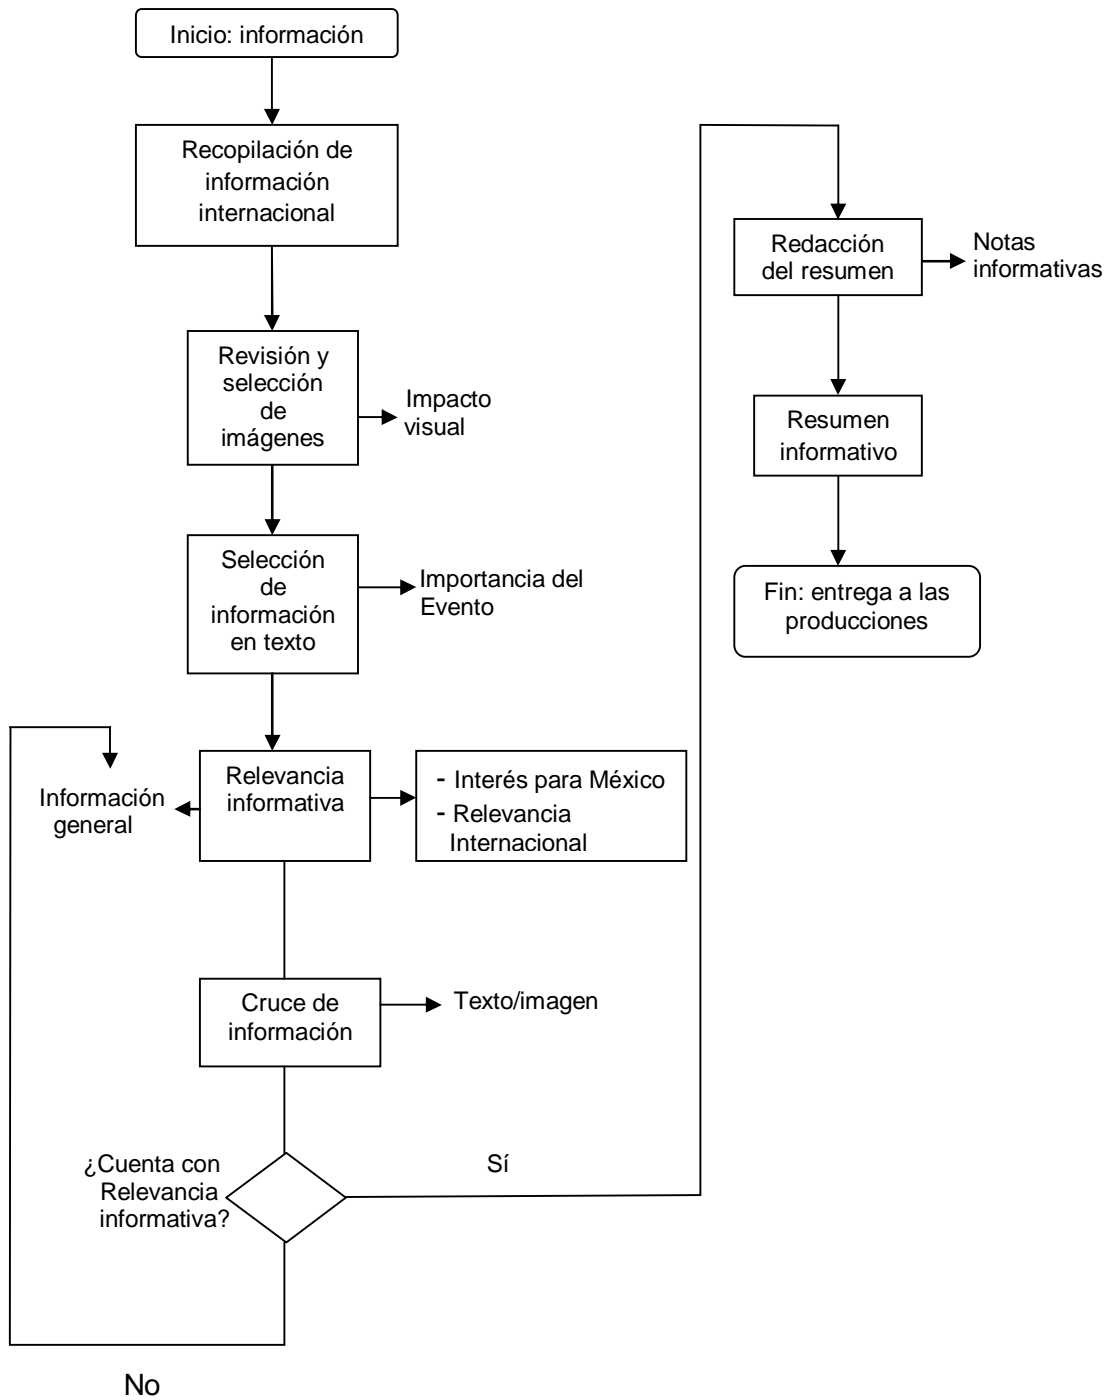 Inicio: información
Recopilación de
información
internacional
Revisión y
selección
de
imágenes
Impacto
visual
Selección
de
información
en texto
Importancia del
Evento
Relevancia
informativa
Información
general
- Interés para México
- Relevancia
Internacional
Cruce de
información
Texto/imagen
¿Cuenta con
Relevancia
informativa?
Sí
No
Redacción
del resumen
Notas
informativas
Resumen
informativo
Fin: entrega a las
producciones